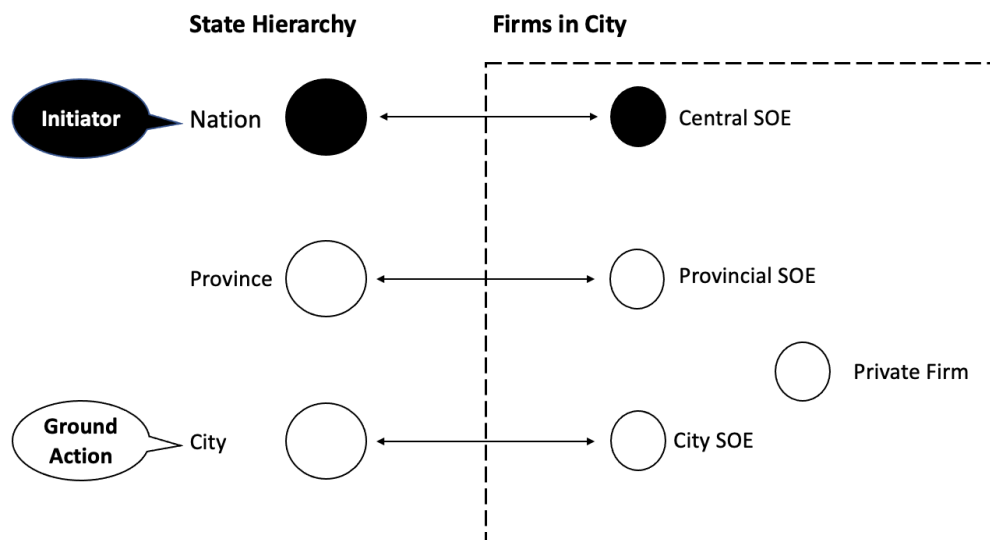 State Hierarchy
Firms in City
Initiator
Nation
Central SOE
Province
Provincial SOE
Private Firm
Ground
Action
City
City SOE